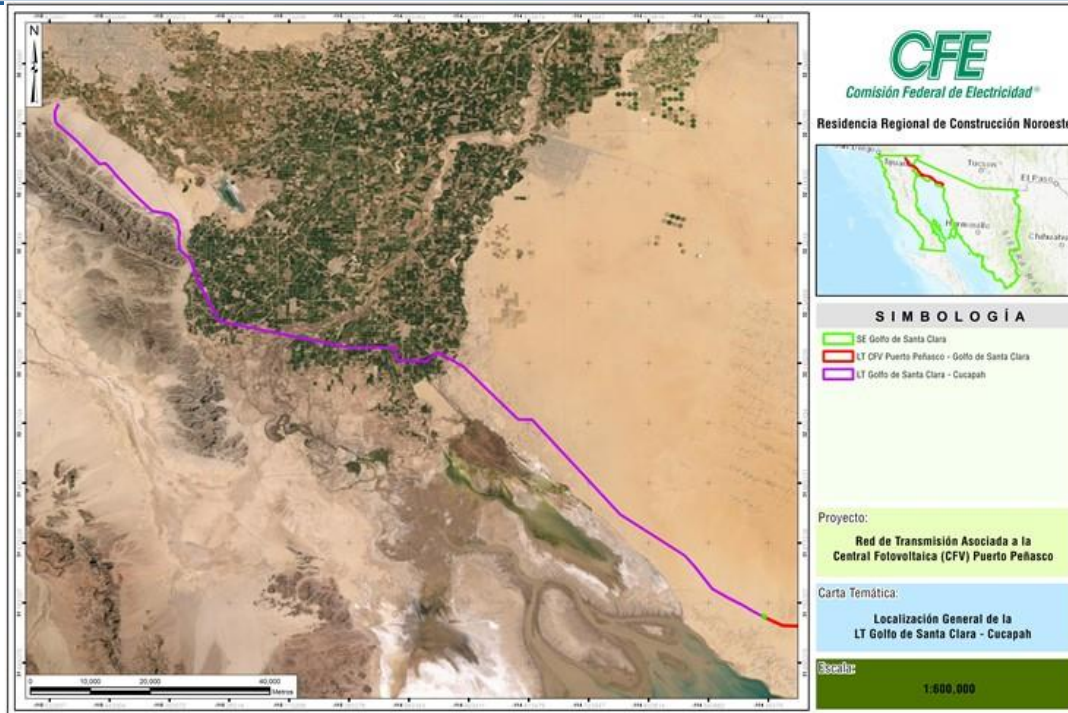 N
0 10,000 20,000 40,000
Metros
CFE
Comisión Federal de Electricidad®
Residencia Regional de Construcción Noroeste
Tucson
El Paso
Hermosillo
Chihuahua
SIMBOLOGÍA
SE Golfo de Santa Clara
LT CFV Puerto Peñasco - Golfo de Santa Clara
LT Golfo de Santa Clara - Cucapah
Proyecto:
Red de Transmisión Asociada a la
Central Fotovoltaica (CFV) Puerto Peñasco
Carta Temática:
Localización General de la
LT Golfo de Santa Clara - Cucapah
Escala:
1:600,000